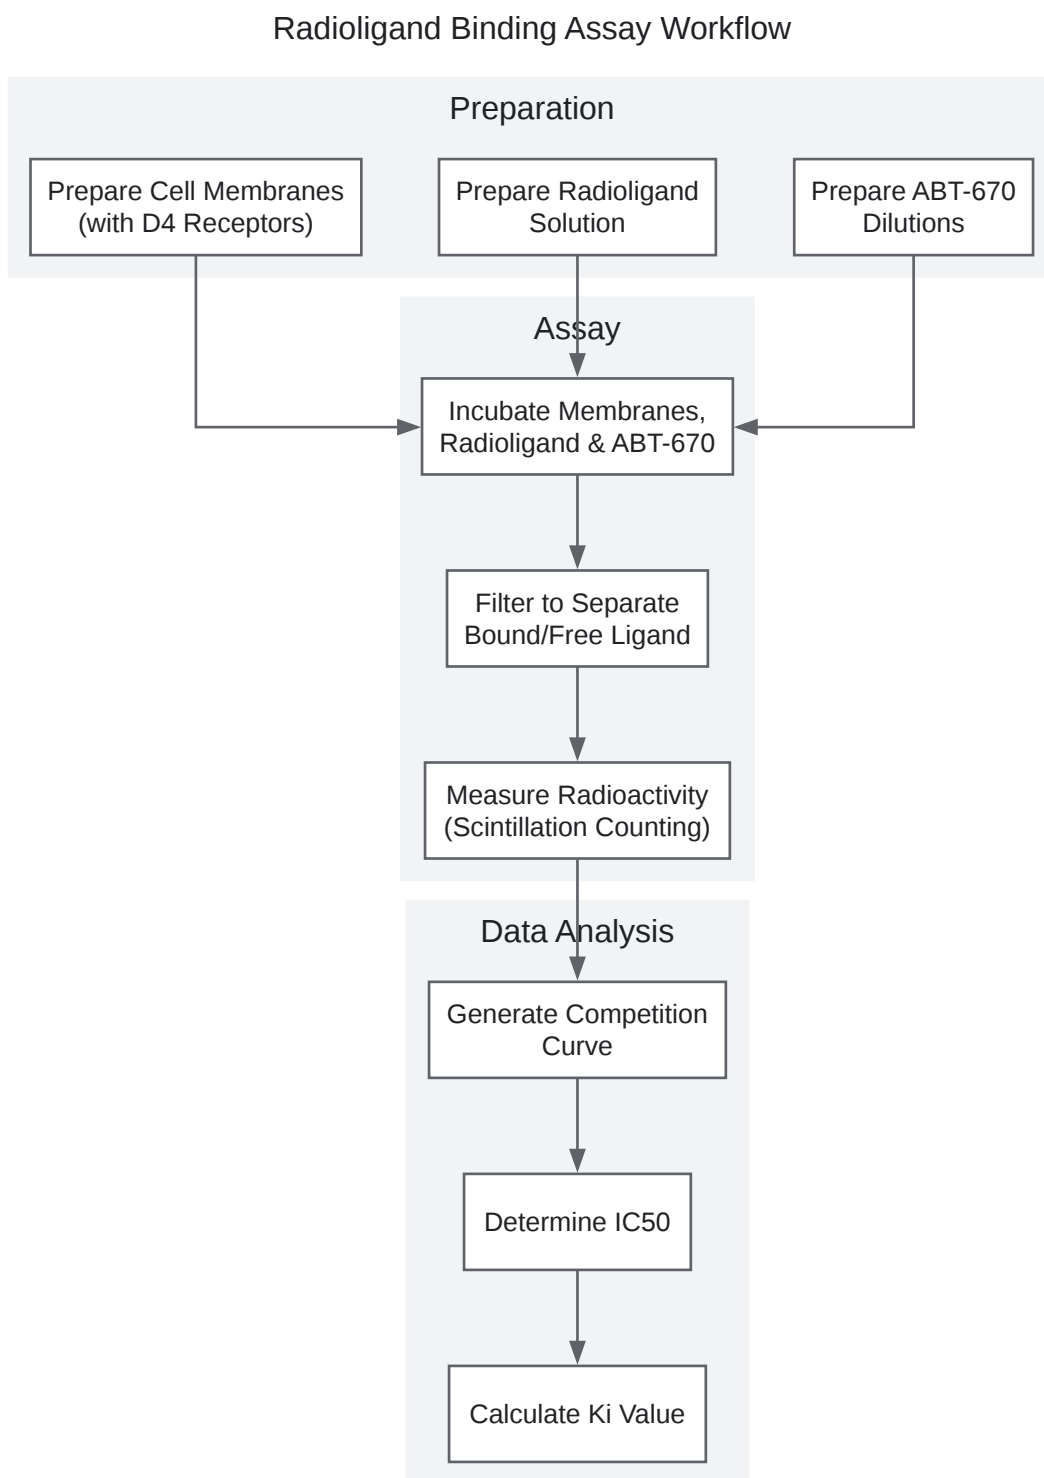 Radioligand Binding Assay Workflow
Preparation
Prepare Cell Membranes
(with D4 Receptors)
Prepare Radioligand
Solution
Prepare ABT-670
Dilutions
Assay
Incubate Membranes,
Radioligand & ABT-670
Filter to Separate
Bound/Free Ligand
Measure Radioactivity
(Scintillation Counting)
Data Analysis
Generate Competition
Curve
Determine IC50
Calculate Ki Value